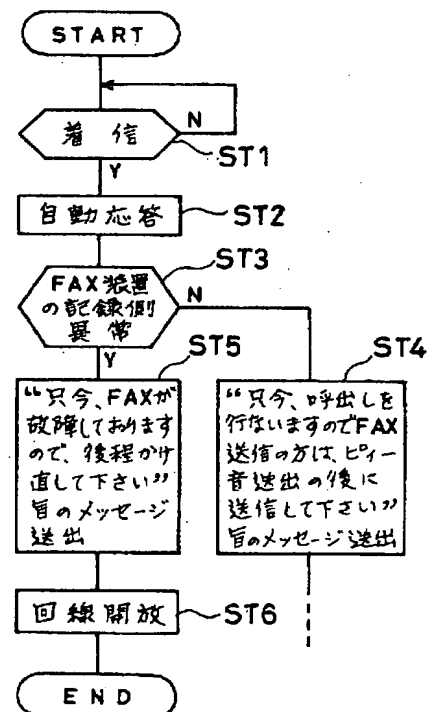 START
着信
N
ST1
Y
自動応答
ST2
ST3
FAX装置
の記録側
異常
N
Y
ST5
ST4
“只今、FAXが
故障しております
ので、後程かけ
直して下さい”
旨のメッセージ
送出
“只今、呼出しを
行ないますのでFAX
送信の方は、ピィー
音送出の後に
送信して下さい”
旨のメッセージ送出
回線開放
ST6
END